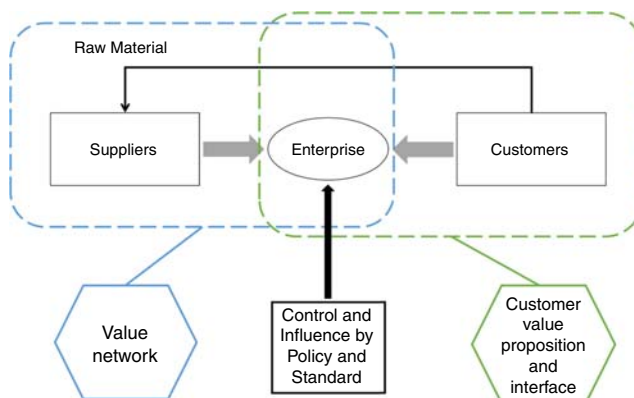 Raw Material
Suppliers
Enterprise
Customers
Value
network
Control and
Influence by
Policy and
Standard
Customer
value
proposition
and
interface